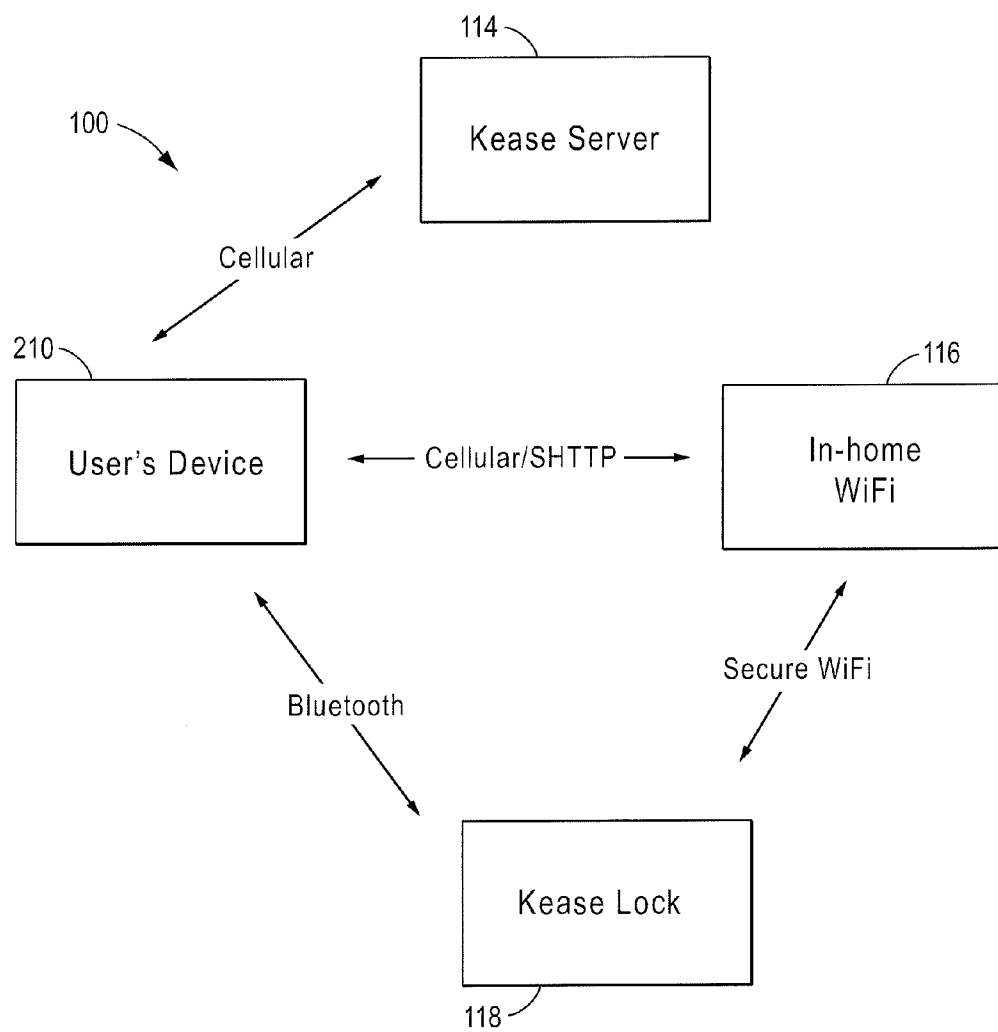 114
100
Kease Server
Cellular
210
116
User's Device
Cellular/SHTTP
In-home
WiFi
Secure WiFi
Bluetooth
Kease Lock
118